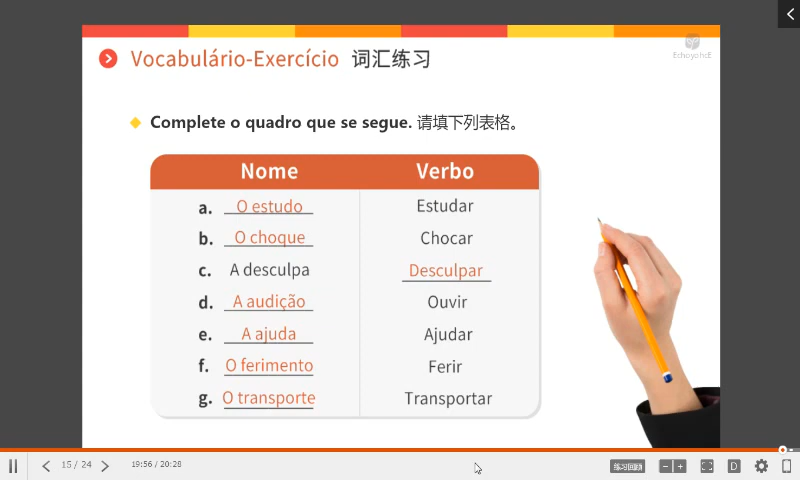 Vocabulário-Exercício 词汇练习
EchoyohcE
Complete o quadro que se segue. 请填下列表格。
Nome Verbo
a. O estudo Estudar
b. O choque Chocar
c. A desculpa Desculpar
d. A audição Ouvir
e. A ajuda Ajudar
f. O ferimento Ferir
g. O transporte Transportar
15 / 24 19:56 / 20:28 练习回顾 D